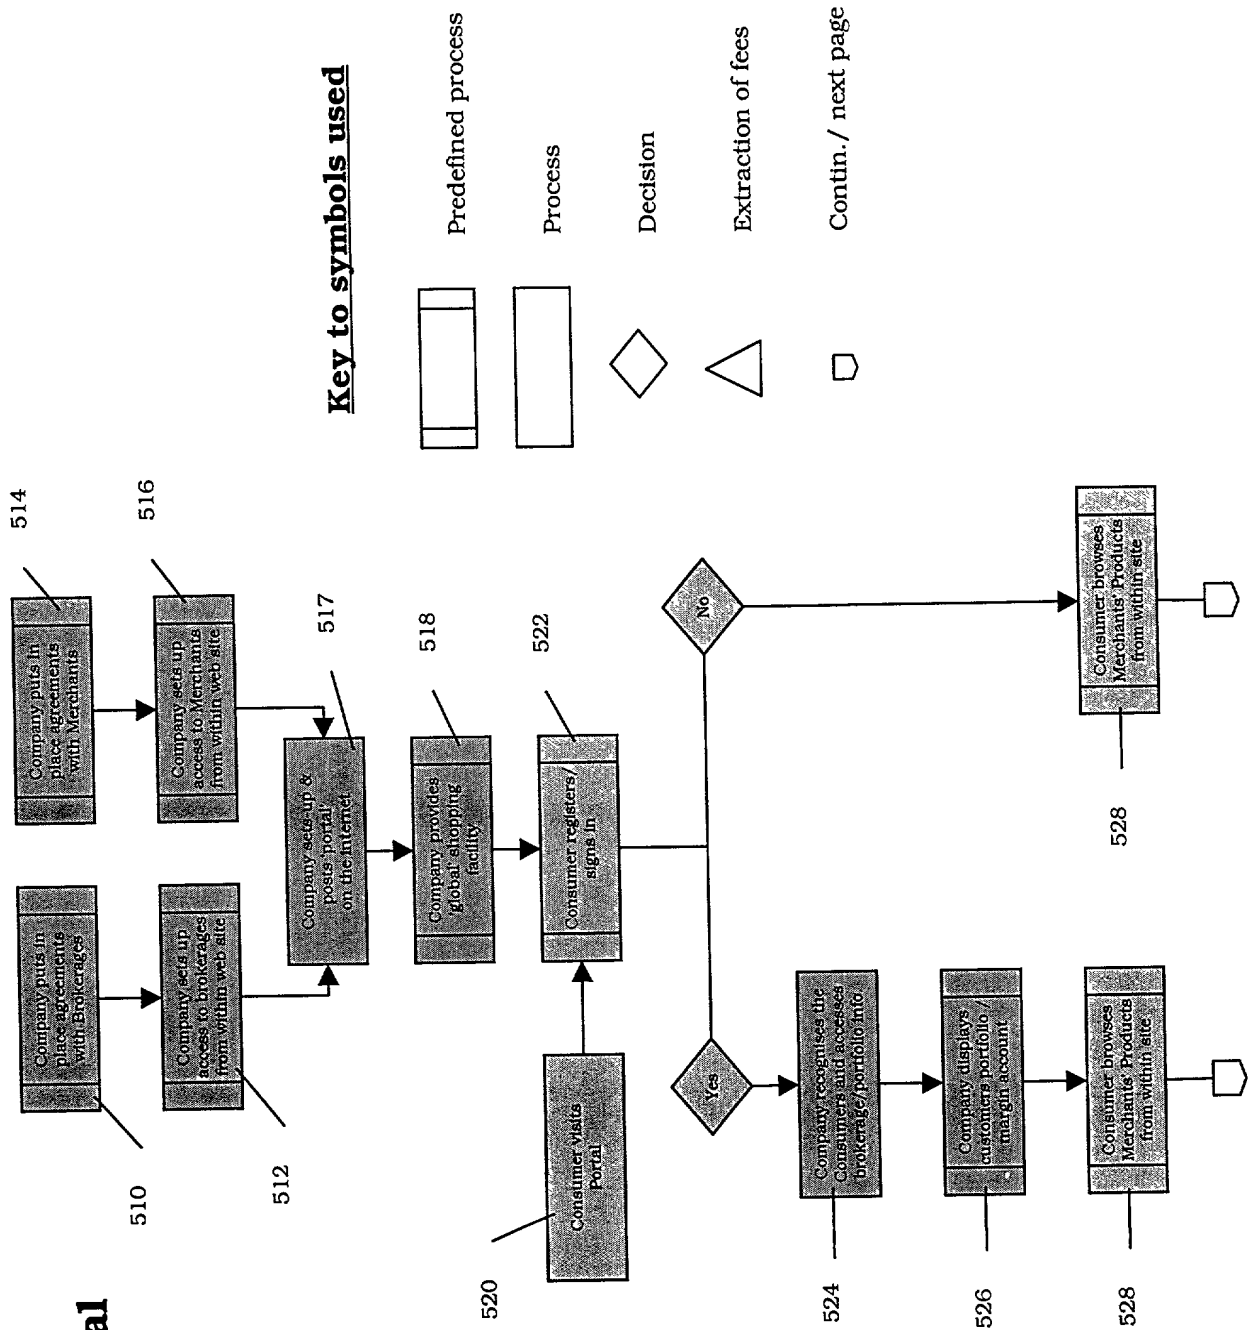 al
510
Company puts in
place agreements
with Brokerages
512
Company sets up
access to brokerages
from within web site
514
Company puts in
place agreements
with Merchants
516
Company sets up
access to Merchants
from within web site
517
Company sets-up &
posts 'portal'
on the internet
518
Company provides
'global' shopping
facility
520
Consumer visits
Portal
522
Consumer registers/
signs in
Yes
No
524
Company recognises the
Consumers and accesses
brokerage/portfolio info
526
Company displays
customers portfolio /
margin account
528
Consumer browses
Merchants' Products
from within site
528
Consumer browses
Merchants' Products
from within site
Key to symbols used
Predefined process
Process
Decision
Extraction of fees
Contin./ next page